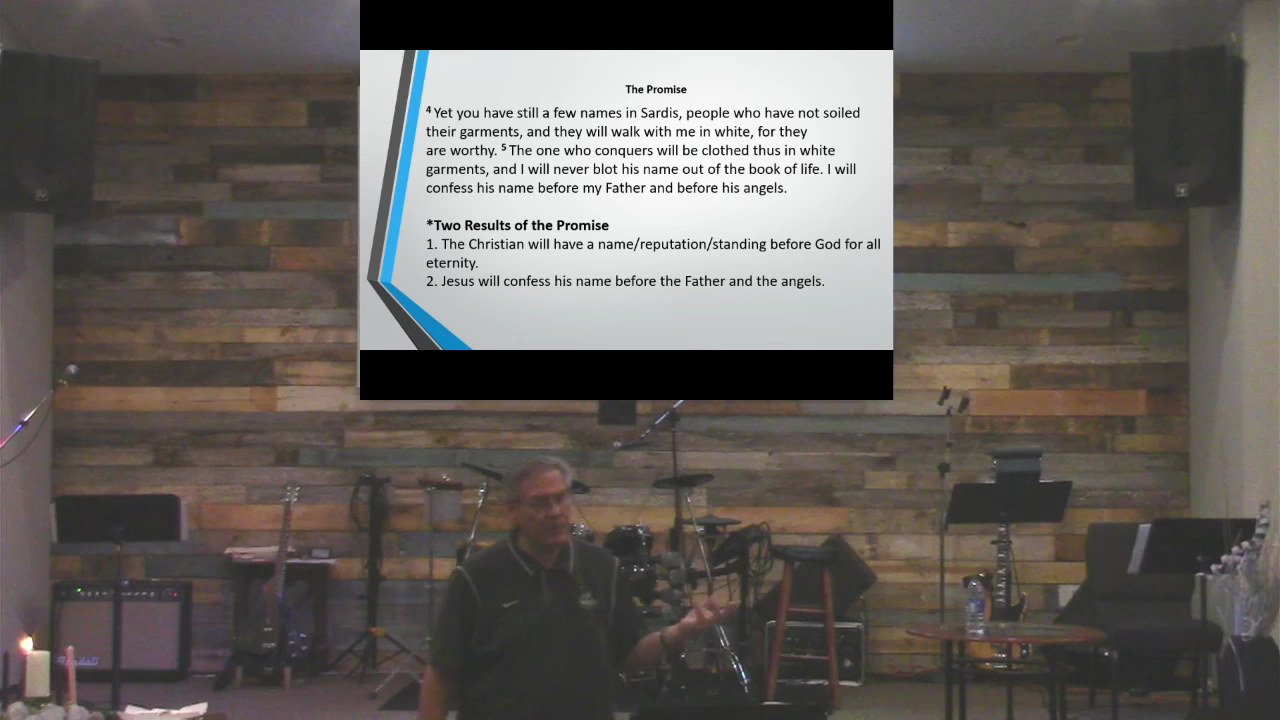 The Promise
4 Yet you have still a few names in Sardis, people who have not soiled
their garments, and they will walk with me in white, for they
are worthy. 5 The one who conquers will be clothed thus in white
garments, and I will never blot his name out of the book of life. I will
confess his name before my Father and before his angels.
*Two Results of the Promise
1. The Christian will have a name/reputation/standing before God for all
eternity.
2. Jesus will confess his name before the Father and the angels.
Randall